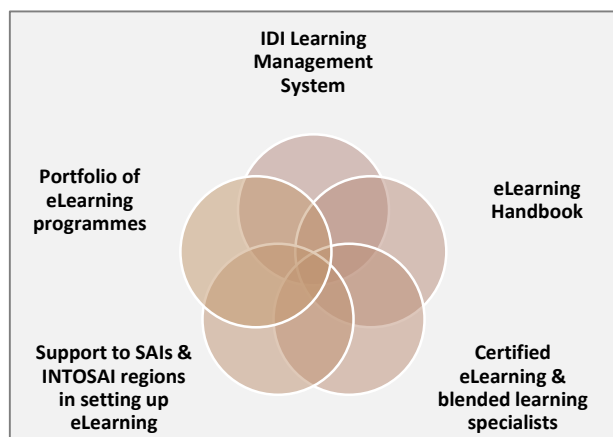 IDI Learning
Management
System
Portfolio of
eLearning
programmes
eLearning
Handbook
Support to SAIs &
INTOSAI regions
in setting up
eLearning
Certified
eLearning &
blended learning
specialists